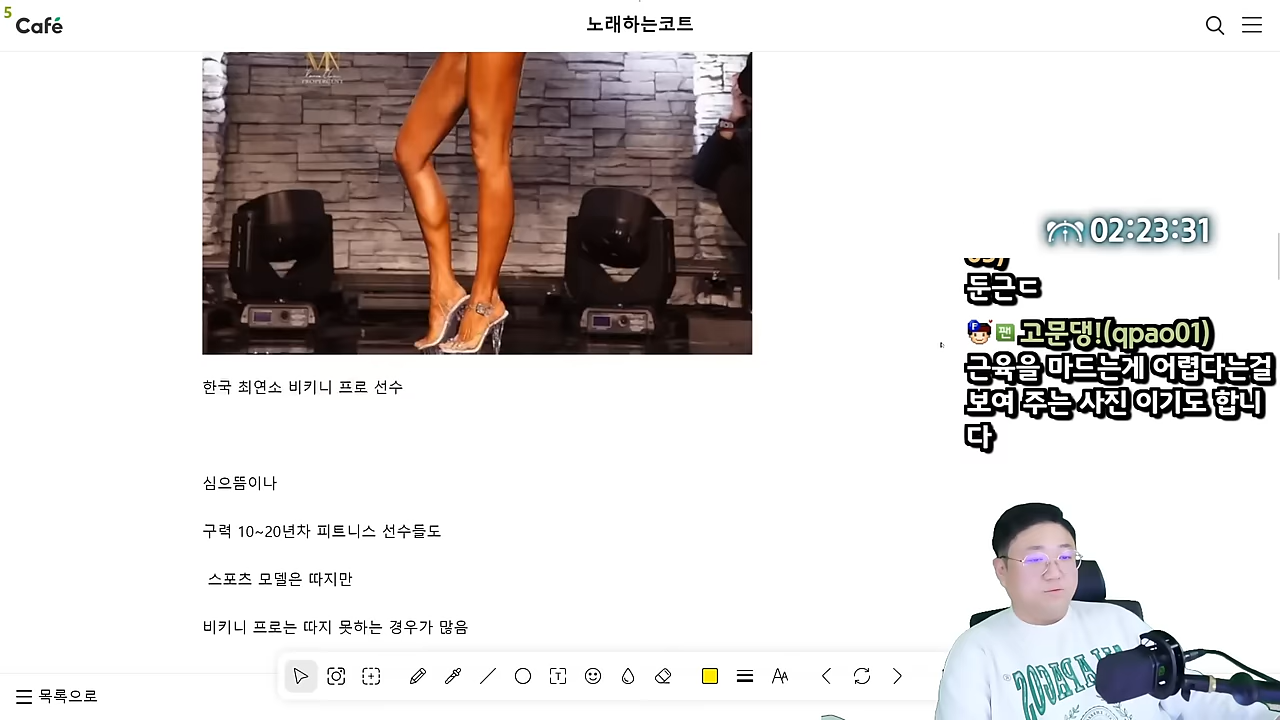 5
Café
노래하는코트
MN
PROPERCUTY
02:23:31
둔근ㄷ
F 팬 고문댕!(qpao01)
근육을 마드는게 어렵다는걸
보여 주는 사진 이기도 합니
다
한국 최연소 비키니 프로 선수
심으뜸이나
구력 10~20년차 피트니스 선수들도
스포츠 모델은 따지만
비키니 프로는 따지 못하는 경우가 많음
목록으로